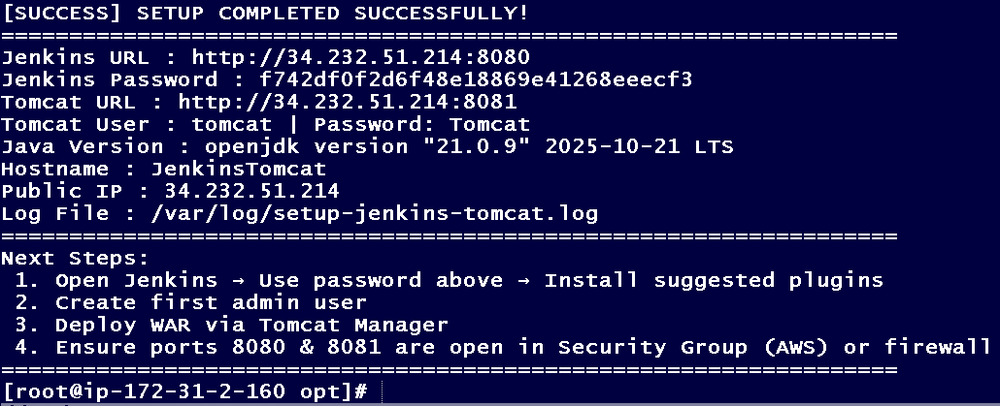 [SUCCESS] SETUP COMPLETED SUCCESSFULLY!
==================================================================
Jenkins URL : http://34.232.51.214:8080
Jenkins Password : f742df0f2d6f48e18869e41268eeecf3
Tomcat URL : http://34.232.51.214:8081
Tomcat User : tomcat | Password: Tomcat
Java Version : openjdk version "21.0.9" 2025-10-21 LTS
Hostname : JenkinsTomcat
Public IP : 34.232.51.214
Log File : /var/log/setup-jenkins-tomcat.log
==================================================================
Next Steps:
 1. Open Jenkins → Use password above → Install suggested plugins
 2. Create first admin user
 3. Deploy WAR via Tomcat Manager
 4. Ensure ports 8080 & 8081 are open in Security Group (AWS) or firewall
==================================================================
[root@ip-172-31-2-160 opt]#